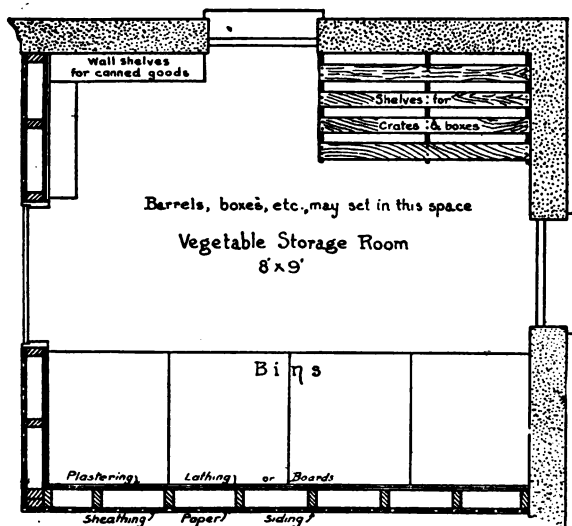 Wall shelves
for canned goods
Shelves : for
Crates : & boxes
Barrels, boxes, etc., may set in this space
Vegetable Storage Room
8' x 9'
Bins
Plastering, Lathing, or Boards
Sheathing Paper Siding